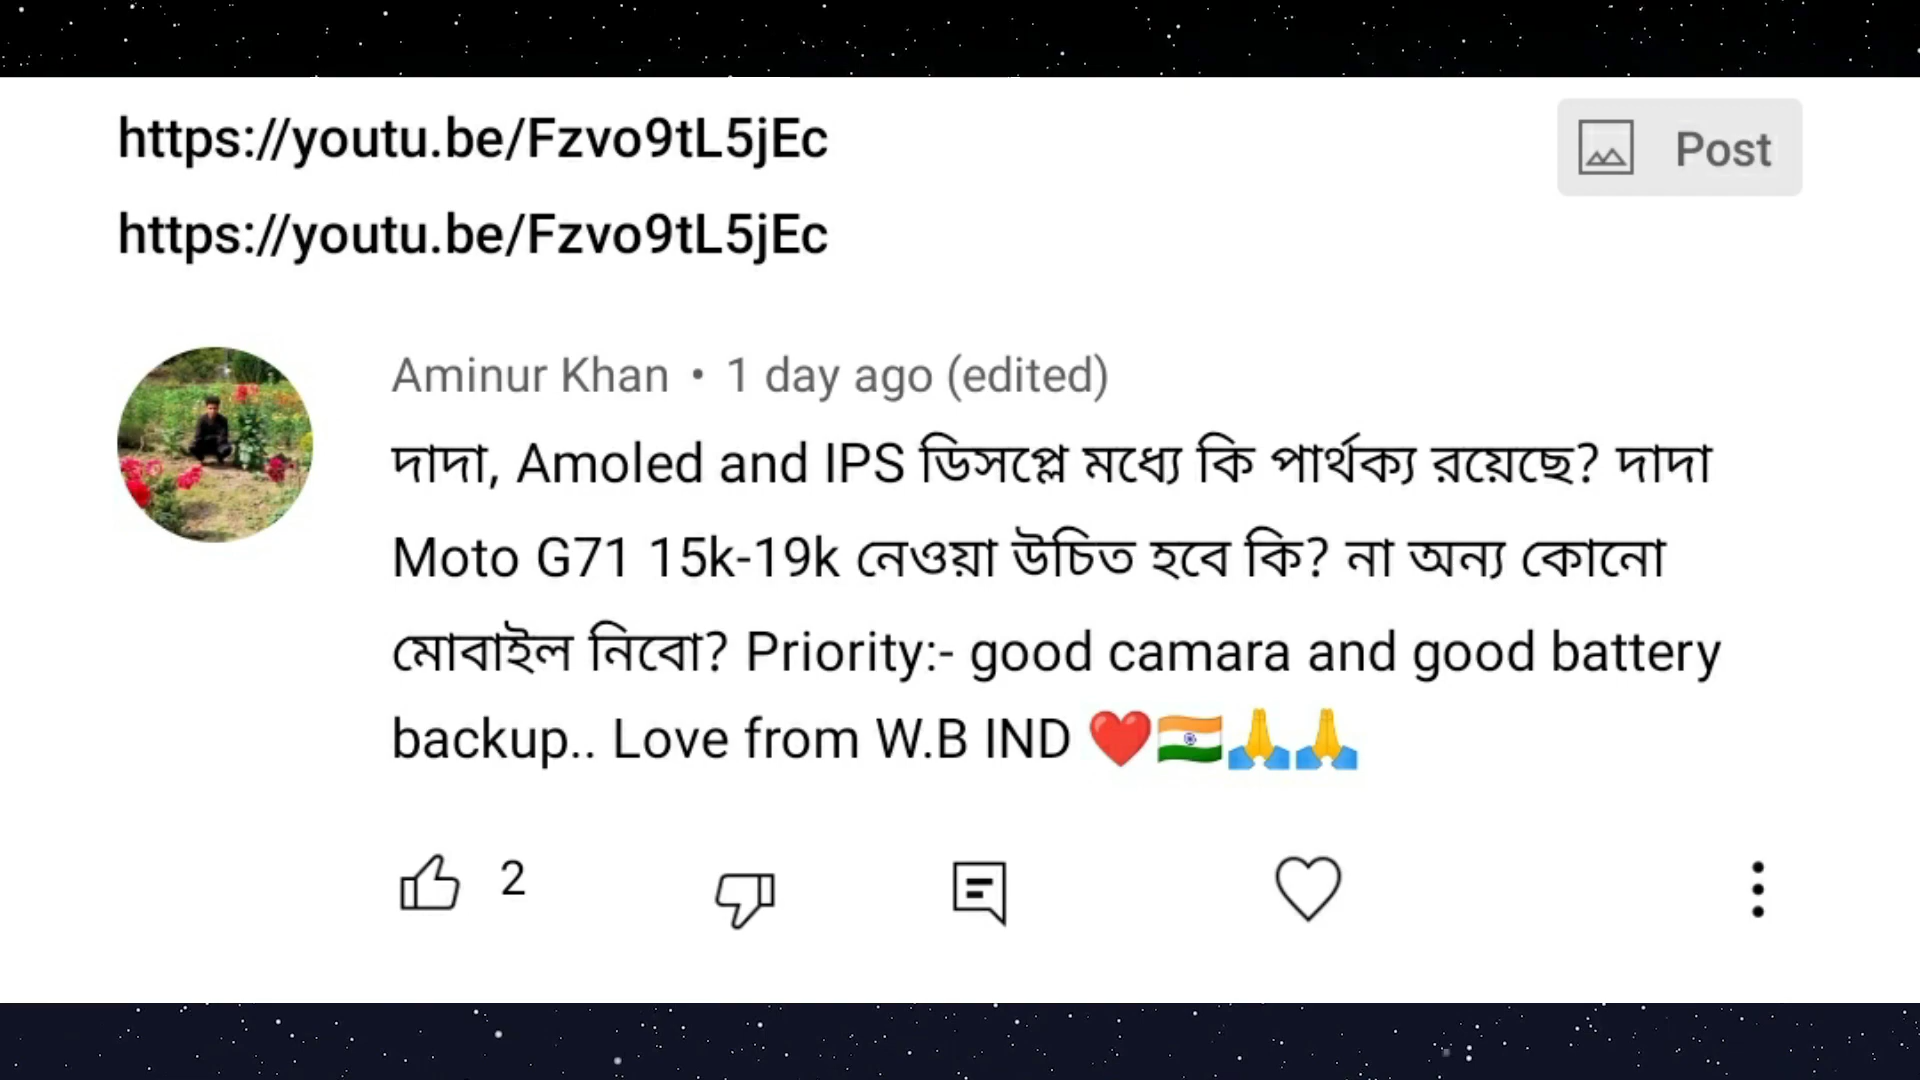 https://youtu.be/Fzvo9tL5jEc
Post
https://youtu.be/Fzvo9tL5jEc
Aminur Khan • 1 day ago (edited)
দাদা, Amoled and IPS ডিসপ্লে মধ্যে কি পার্থক্য রয়েছে? দাদা
Moto G71 15k-19k নেওয়া উচিত হবে কি? না অন্য কোনো
মোবাইল নিবো? Priority:- good camara and good battery
backup.. Love from W.B IND ❤️🇮🇳🙏🙏
2